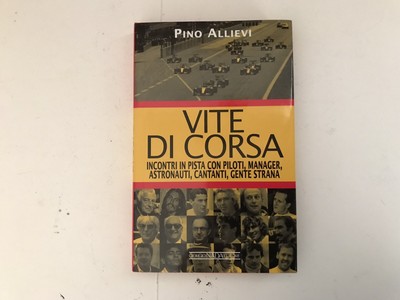 PINO ALLIEVI
VITE
DI CORSA
INCONTRI IN PISTA CON PILOTI, MANAGER,
ASTRONAUTI, CANTANTI, GENTE STRANA